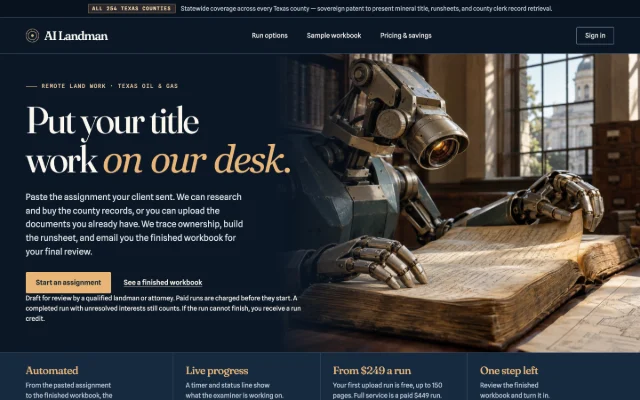 ALL 254 TEXAS COUNTIES Statewide coverage across every Texas county — sovereign patent to present mineral title, runsheets, and county clerk record retrieval.
AI Landman Run options Sample workbook Pricing & savings Sign in
REMOTE LAND WORK · TEXAS OIL & GAS
Put your title
work on our desk.
Paste the assignment your client sent. We can research
and buy the county records, or you can upload the
documents you already have. We trace ownership, build
the runsheet, and email you the finished workbook for
your final review.
Start an assignment See a finished workbook
Draft for review by a qualified landman or attorney. Paid runs are charged before they start. A
completed run with unresolved interests still counts. If the run cannot finish, you receive a run
credit.
Automated
From the pasted assignment
to the finished workbook, the
Live progress
A timer and status line show
what the examiner is working on.
From $249 a run
Your first upload run is free, up to 150
pages. Full service is a paid $449 run.
One step left
Review the finished
workbook and turn it in.